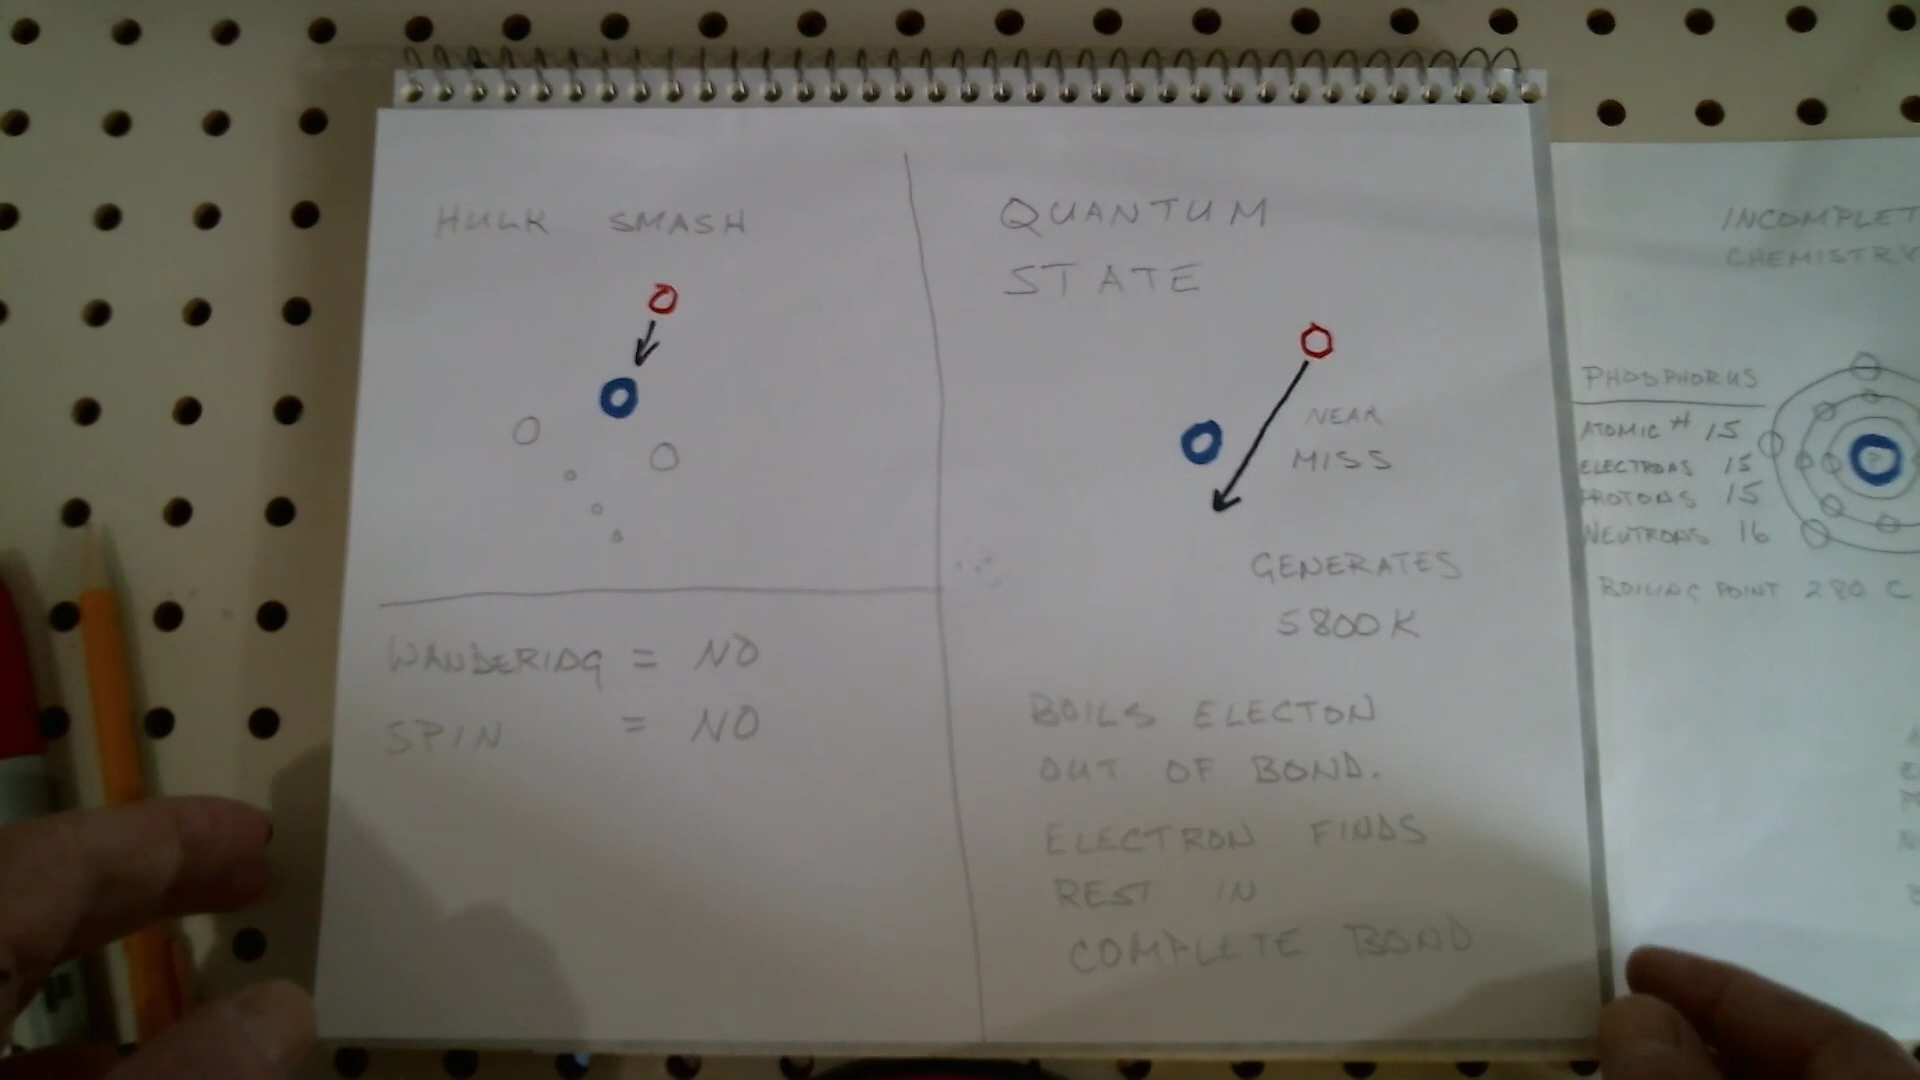 HULK SMASH
WANDERING = NO
SPIN = NO
QUANTUM
STATE
NEAR
MISS
GENERATES
5800K
BOILS ELECTON
OUT OF BOND.
ELECTRON FINDS
REST IN
COMPLETE BOND
INCOMPLET
CHEMISTRY
PHOSPHORUS
ATOMIC # 15
ELECTRONS 15
PROTONS 15
NEUTRONS 16
BOILING POINT 280 C